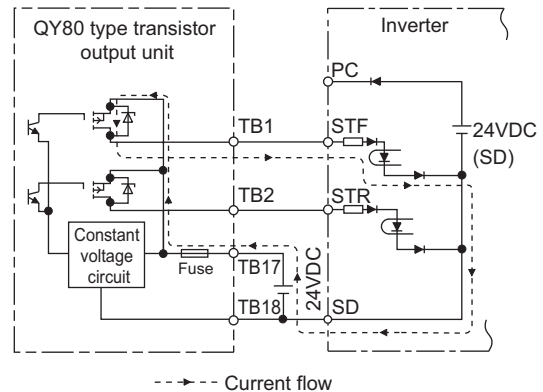 QY80 type transistor
output unit
Inverter
PC
TB1
STF
24VDC
(SD)
TB2
STR
Constant
voltage
circuit
Fuse
TB17
24VDC
TB18
SD
Current flow